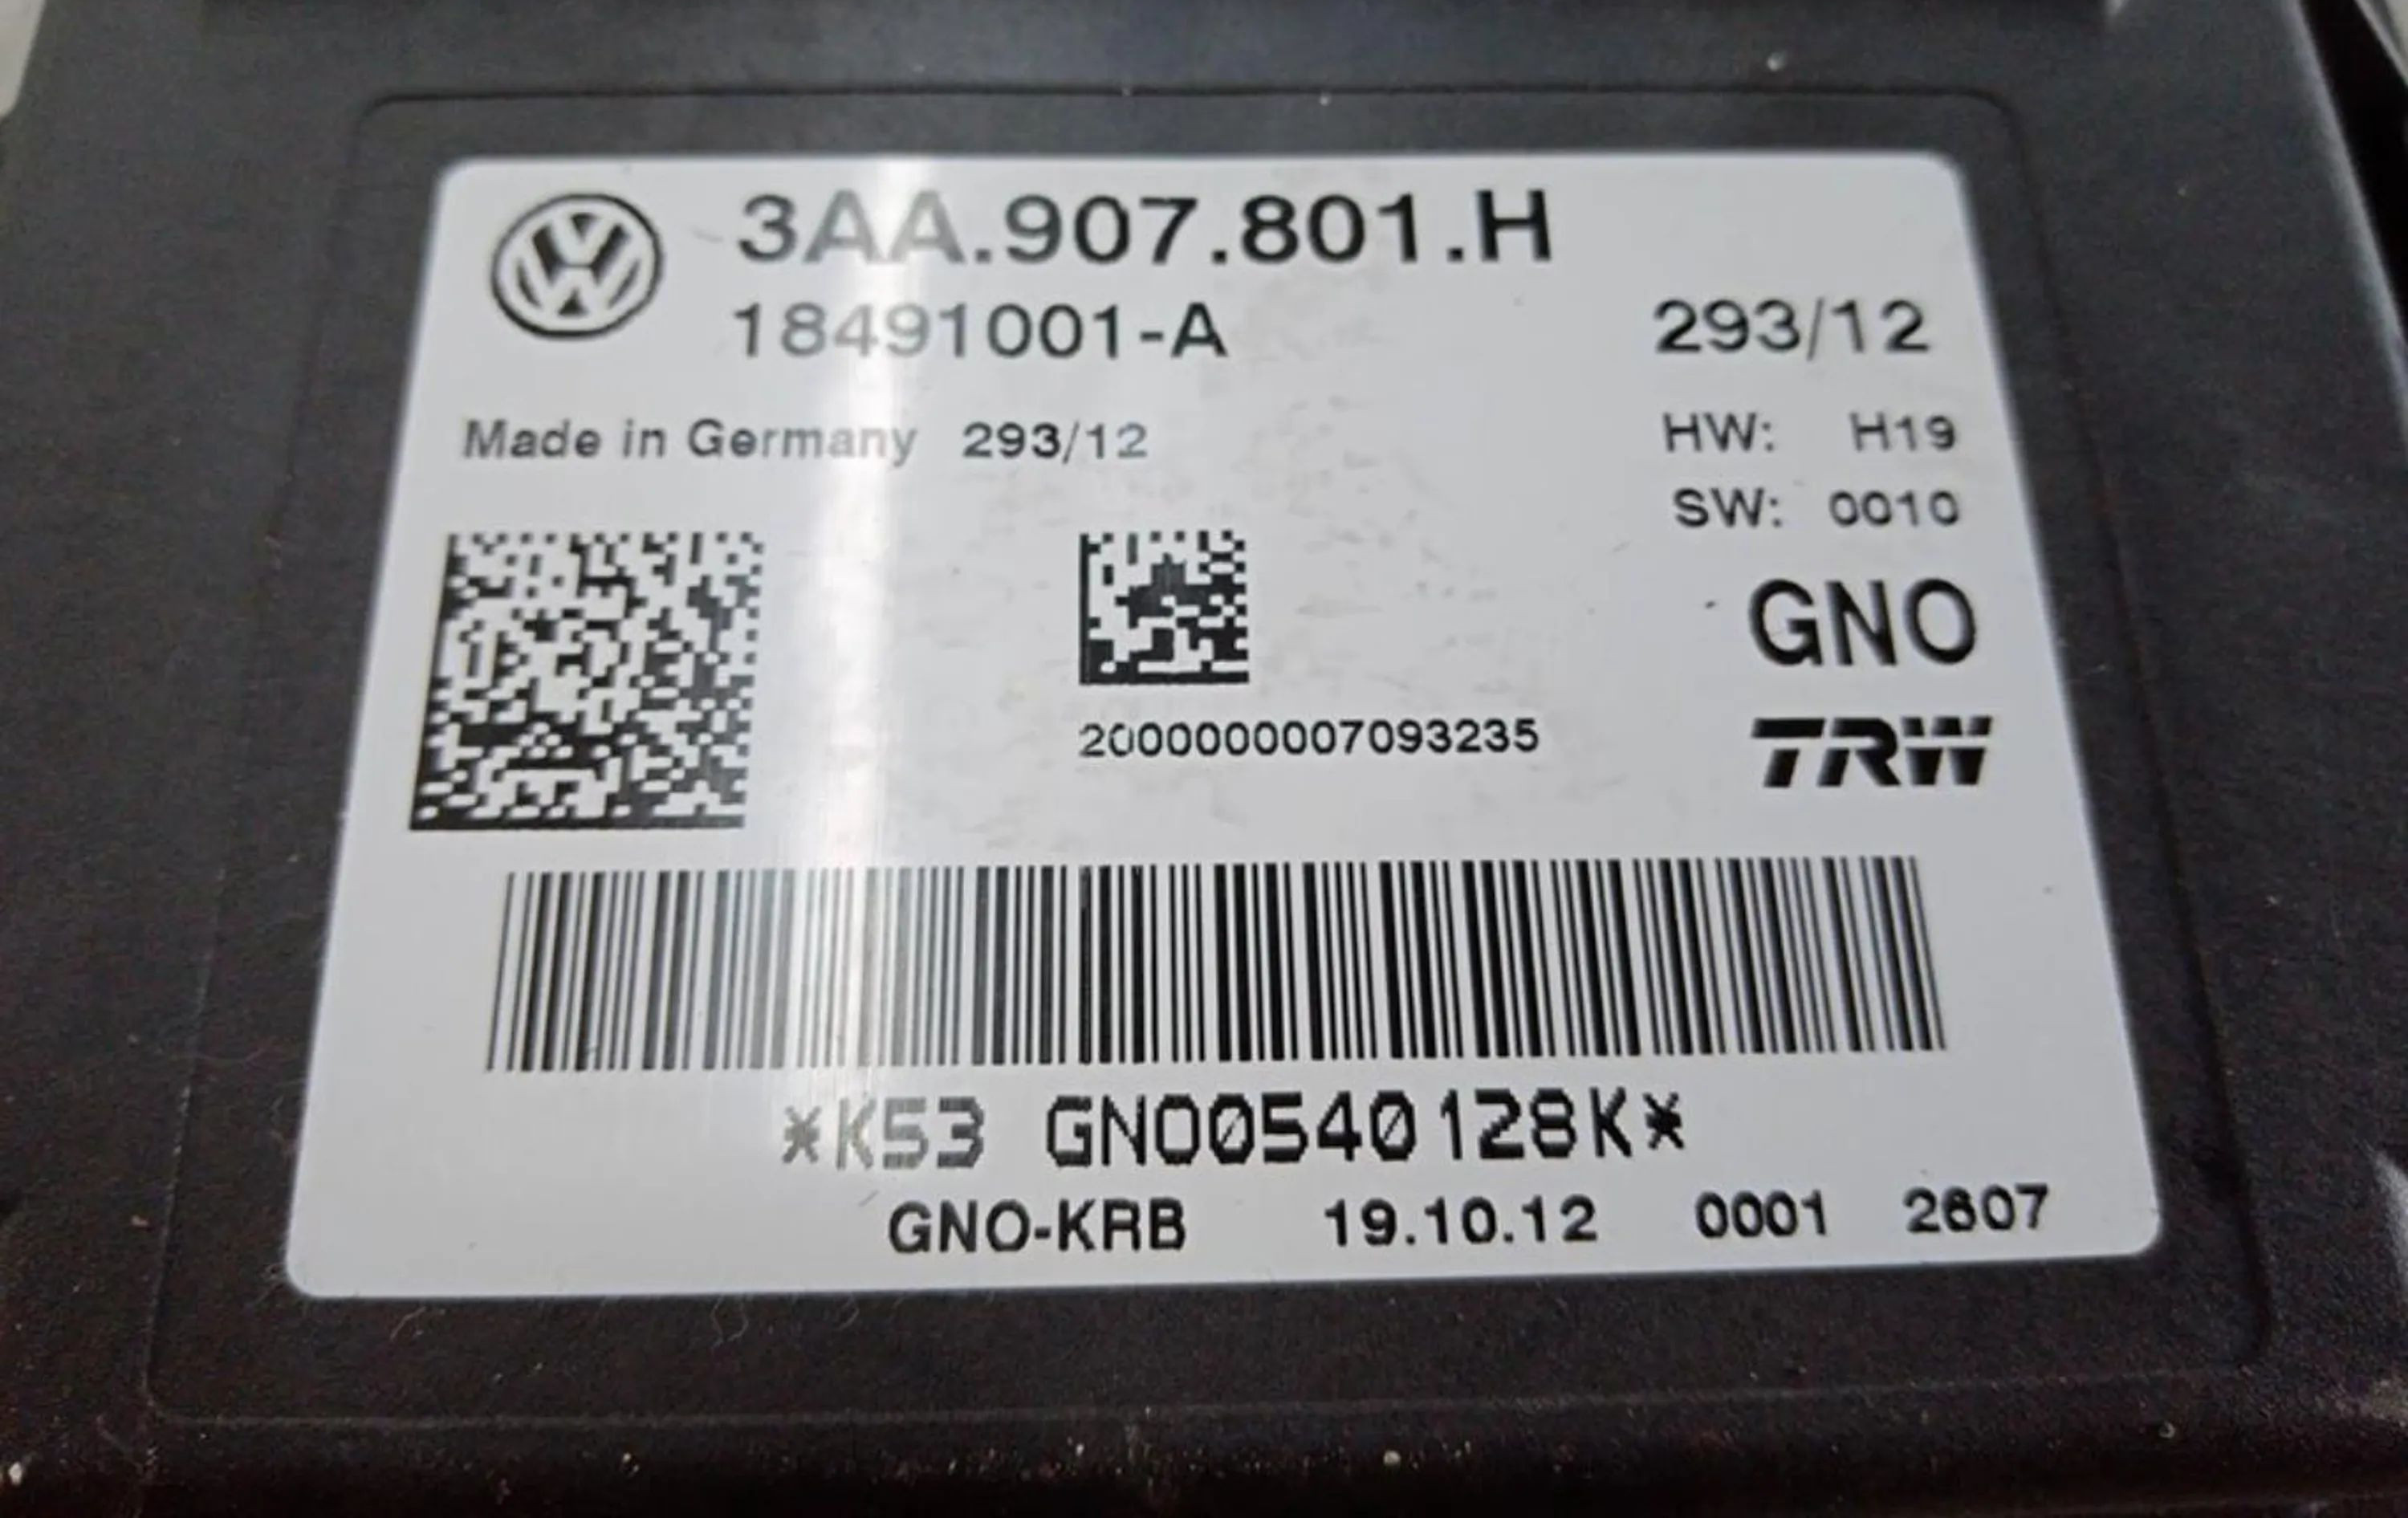 3AA.907.801.H
18491001-A 293/12
Made in Germany 293/12 HW: H19
SW: 0010
GNO
2000000007093235 TRW
*K53 GNO0540128K*
GNO-KRB 19.10.12 0001 2607